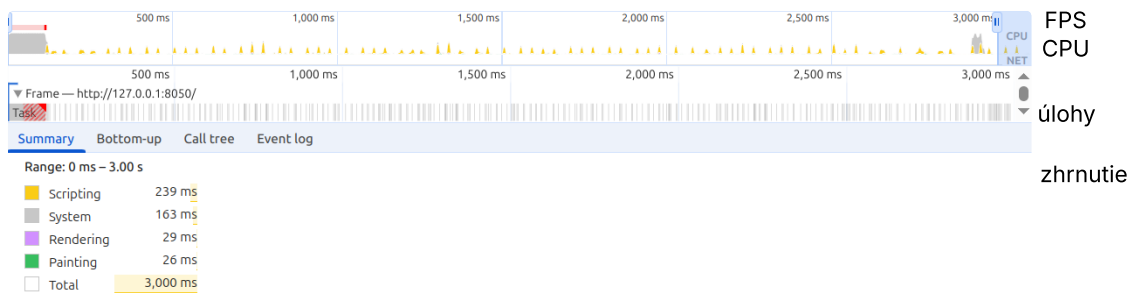 500 ms 1,000 ms 1,500 ms 2,000 ms 2,500 ms 3,000 ms FPS
CPU CPU
NET
500 ms 1,000 ms 1,500 ms 2,000 ms 2,500 ms 3,000 ms
Frame — http://127.0.0.1:8050/
Task úlohy
Summary Bottom-up Call tree Event log
Range: 0 ms – 3.00 s zhrnutie
Scripting 239 ms
System 163 ms
Rendering 29 ms
Painting 26 ms
Total 3,000 ms